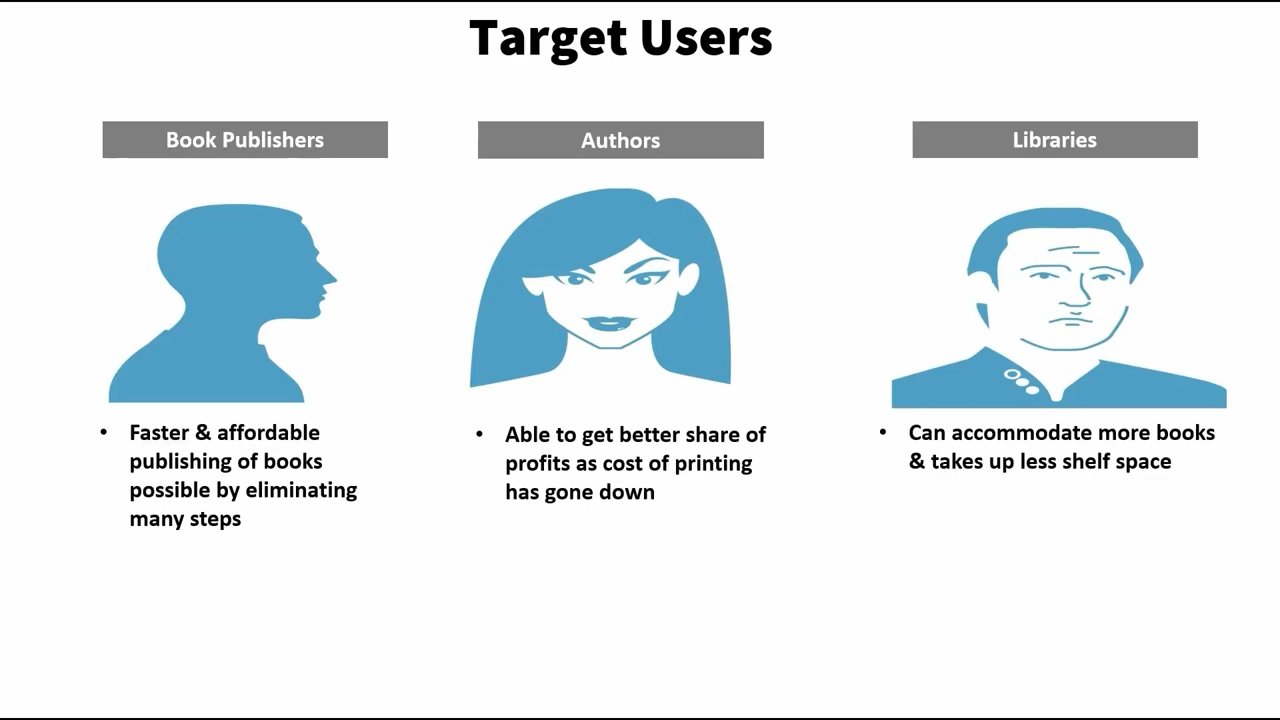 Target Users
Book Publishers
Authors
Libraries
• Faster & affordable
publishing of books
possible by eliminating
many steps
• Able to get better share of
profits as cost of printing
has gone down
• Can accommodate more books
& takes up less shelf space